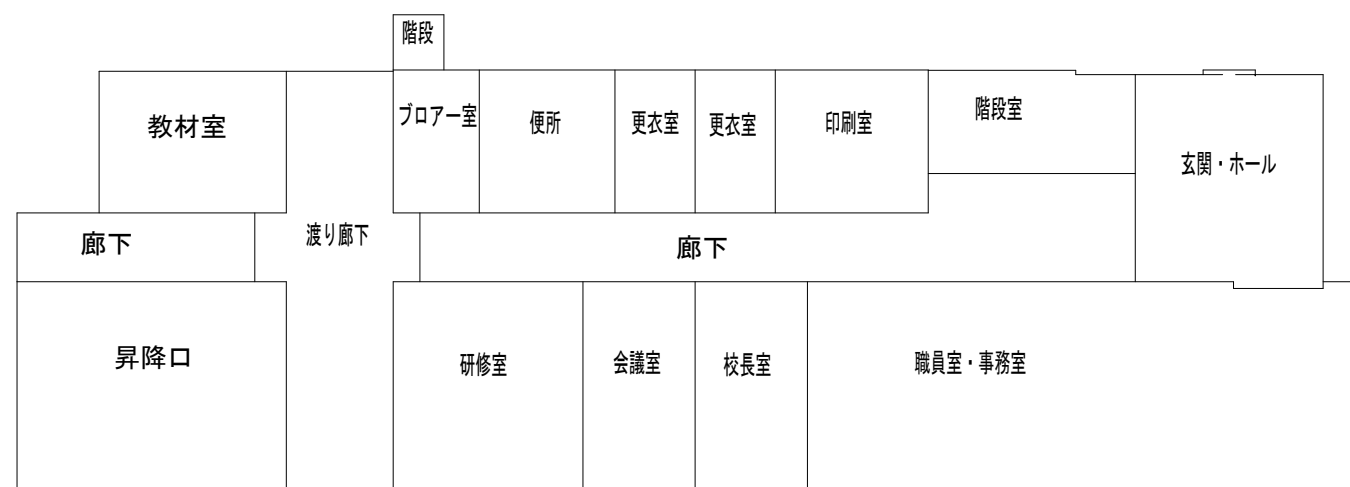 階段
教材室
ブロアー室
便所
更衣室
更衣室
印刷室
階段室
玄関・ホール
廊下
渡り廊下
廊下
昇降口
研修室
会議室
校長室
職員室・事務室